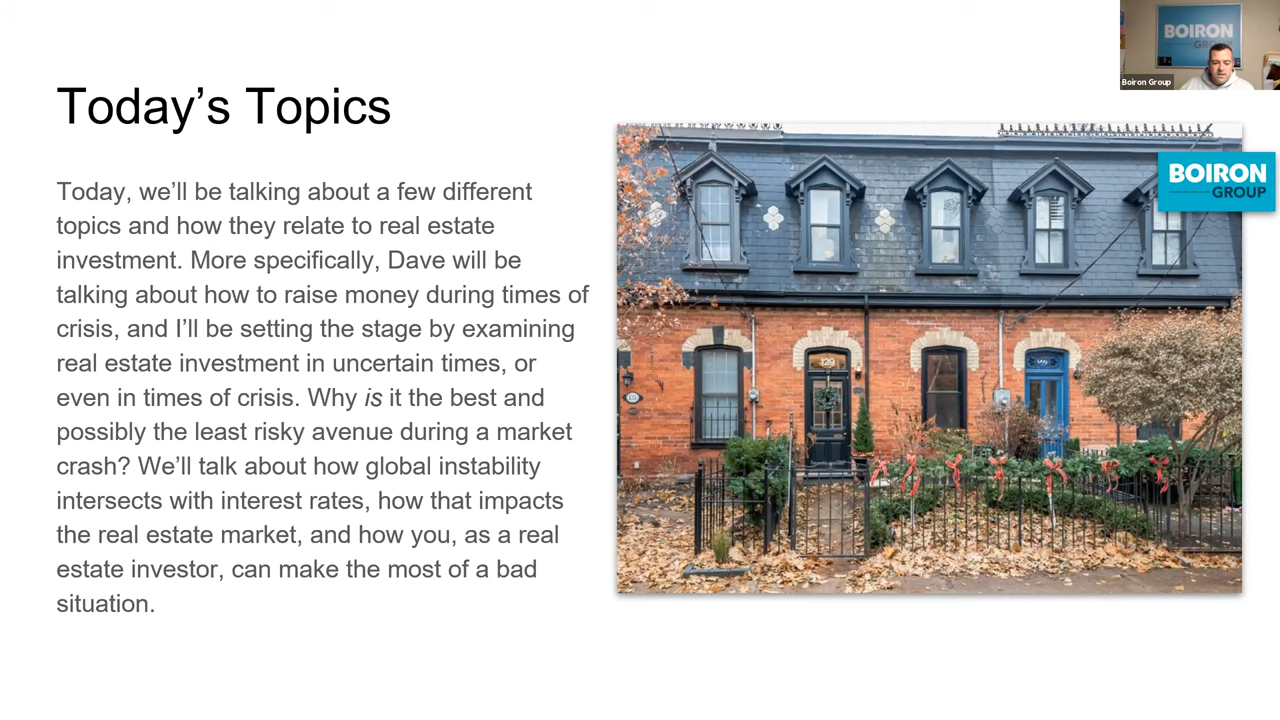 Today’s Topics
Today, we’ll be talking about a few different
topics and how they relate to real estate
investment. More specifically, Dave will be
talking about how to raise money during times of
crisis, and I’ll be setting the stage by examining
real estate investment in uncertain times, or
even in times of crisis. Why is it the best and
possibly the least risky avenue during a market
crash? We’ll talk about how global instability
intersects with interest rates, how that impacts
the real estate market, and how you, as a real
estate investor, can make the most of a bad
situation.
BOIRON
GROUP
Boiron Group
BOIRON
GROUP
129